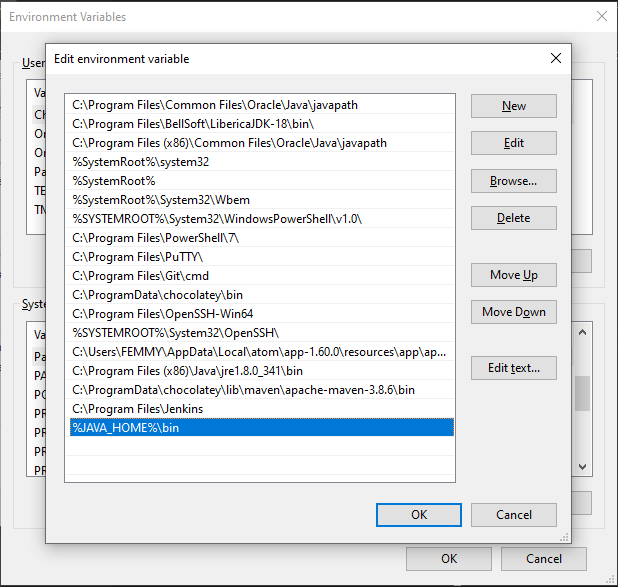 Environment Variables
Edit environment variable
User
Va
Or
Or
Pa
TE
C:\Program Files\Common Files\Oracle\Java\javapath
C:\Program Files\BellSoft\LibericaJDK-18\bin\
C:\Program Files (x86)\Common Files\Oracle\Java\javapath
%SystemRoot%\system32
%SystemRoot%
%SystemRoot%\System32\Wbem
%SYSTEMROOT%\System32\WindowsPowerShell\v1.0\
C:\Program Files\PowerShell\7\
C:\Program Files\PuTTY\
C:\Program Files\Git\cmd
C:\ProgramData\chocolatey\bin
C:\Program Files\OpenSSH-Win64
%SYSTEMROOT%\System32\OpenSSH\
C:\Users\FEMMY\AppData\Local\atom\app-1.60.0\resources\app\ap...
C:\Program Files (x86)\Java\jre1.8.0_341\bin
C:\ProgramData\chocolatey\lib\maven\apache-maven-3.8.6\bin
C:\Program Files\Jenkins
%JAVA_HOME%\bin
New
Edit
Browse...
Delete
Move Up
Move Down
Edit text...
Syste
Va
Pa
PA
PR
PR
PR
OK
Cancel
OK
Cancel